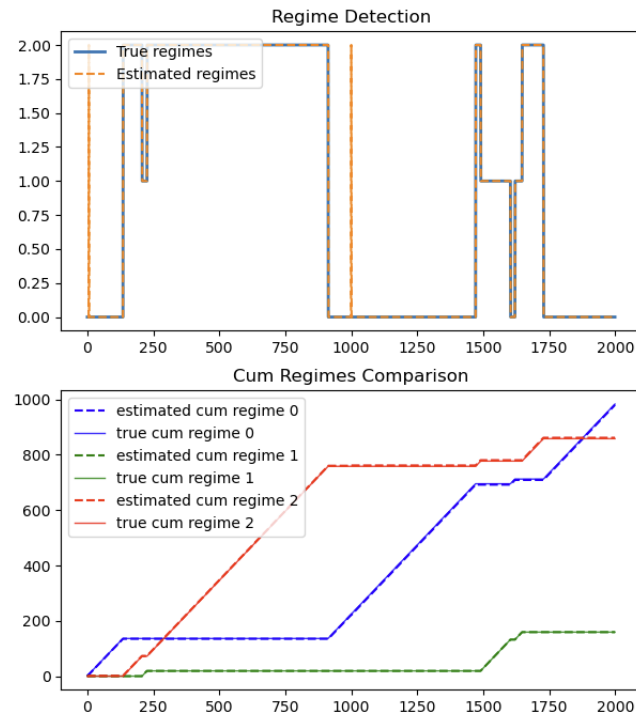 Regime Detection
2.00
1.75
1.50
1.25
1.00
0.75
0.50
0.25
0.00
True regimes
Estimated regimes
0 250 500 750 1000 1250 1500 1750 2000
Cum Regimes Comparison
1000
800
600
400
200
0
estimated cum regime 0
true cum regime 0
estimated cum regime 1
true cum regime 1
estimated cum regime 2
true cum regime 2
0 250 500 750 1000 1250 1500 1750 2000